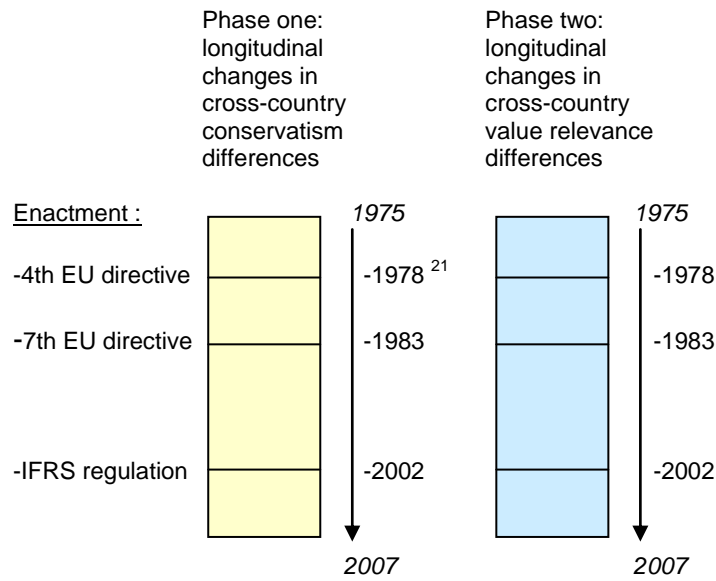 Phase one:
longitudinal
changes in
cross-country
conservatism
differences
Phase two:
longitudinal
changes in
cross-country
value relevance
differences
Enactment : 1975 1975
-4th EU directive -1978 21 -1978
-7th EU directive -1983 -1983
-IFRS regulation -2002 -2002
2007 2007